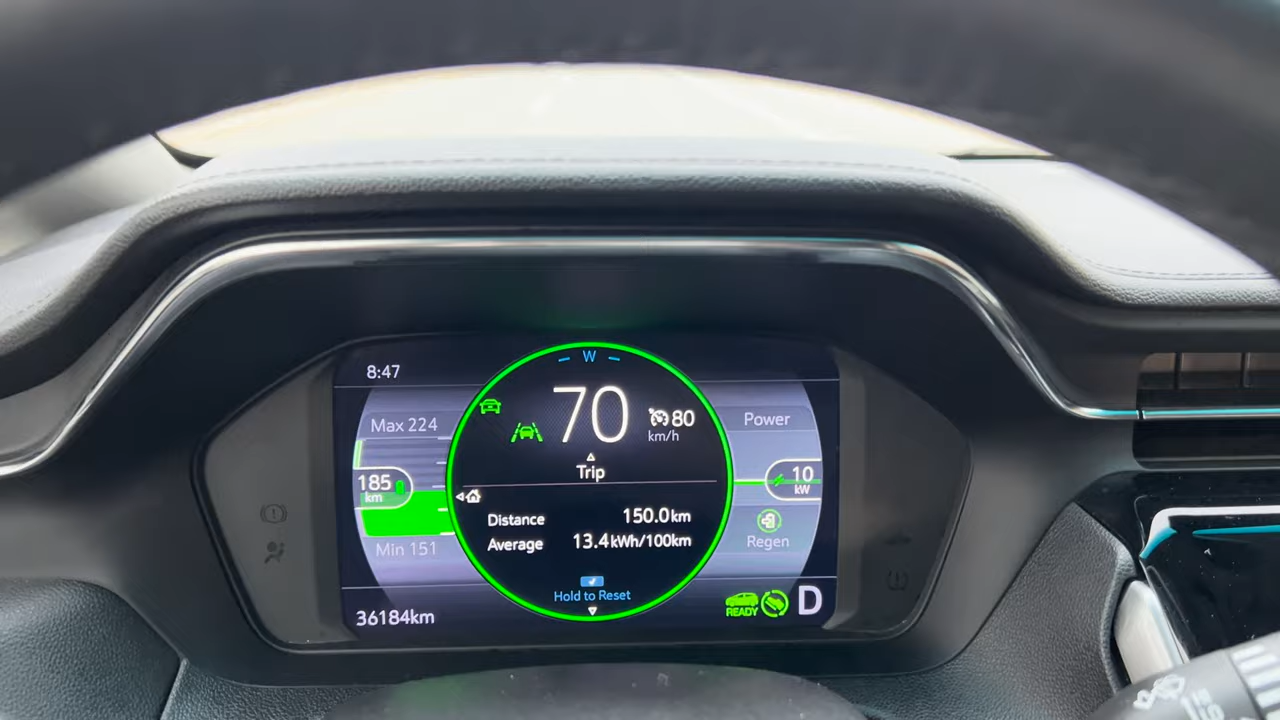 8:47
W
Max 224
70
80
km/h
Power
Trip
185
km
10
kW
Distance 150.0km
Average 13.4kWh/100km
Min 151
Regen
Hold to Reset
36184km
READY
D